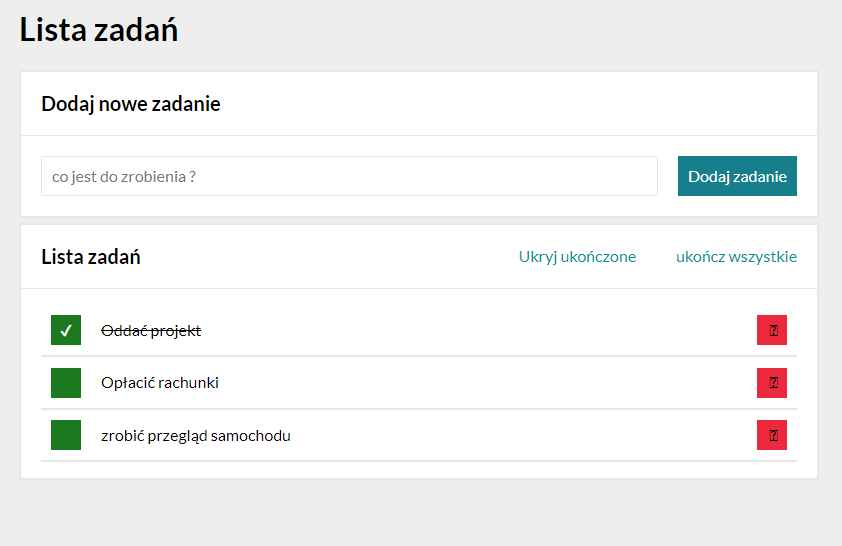 Lista zadań
Dodaj nowe zadanie
co jest do zrobienia ?
Dodaj zadanie
Lista zadań
Ukryj ukończone
ukończ wszystkie
✓ Oddać projekt
Opłacić rachunki
zrobić przegląd samochodu